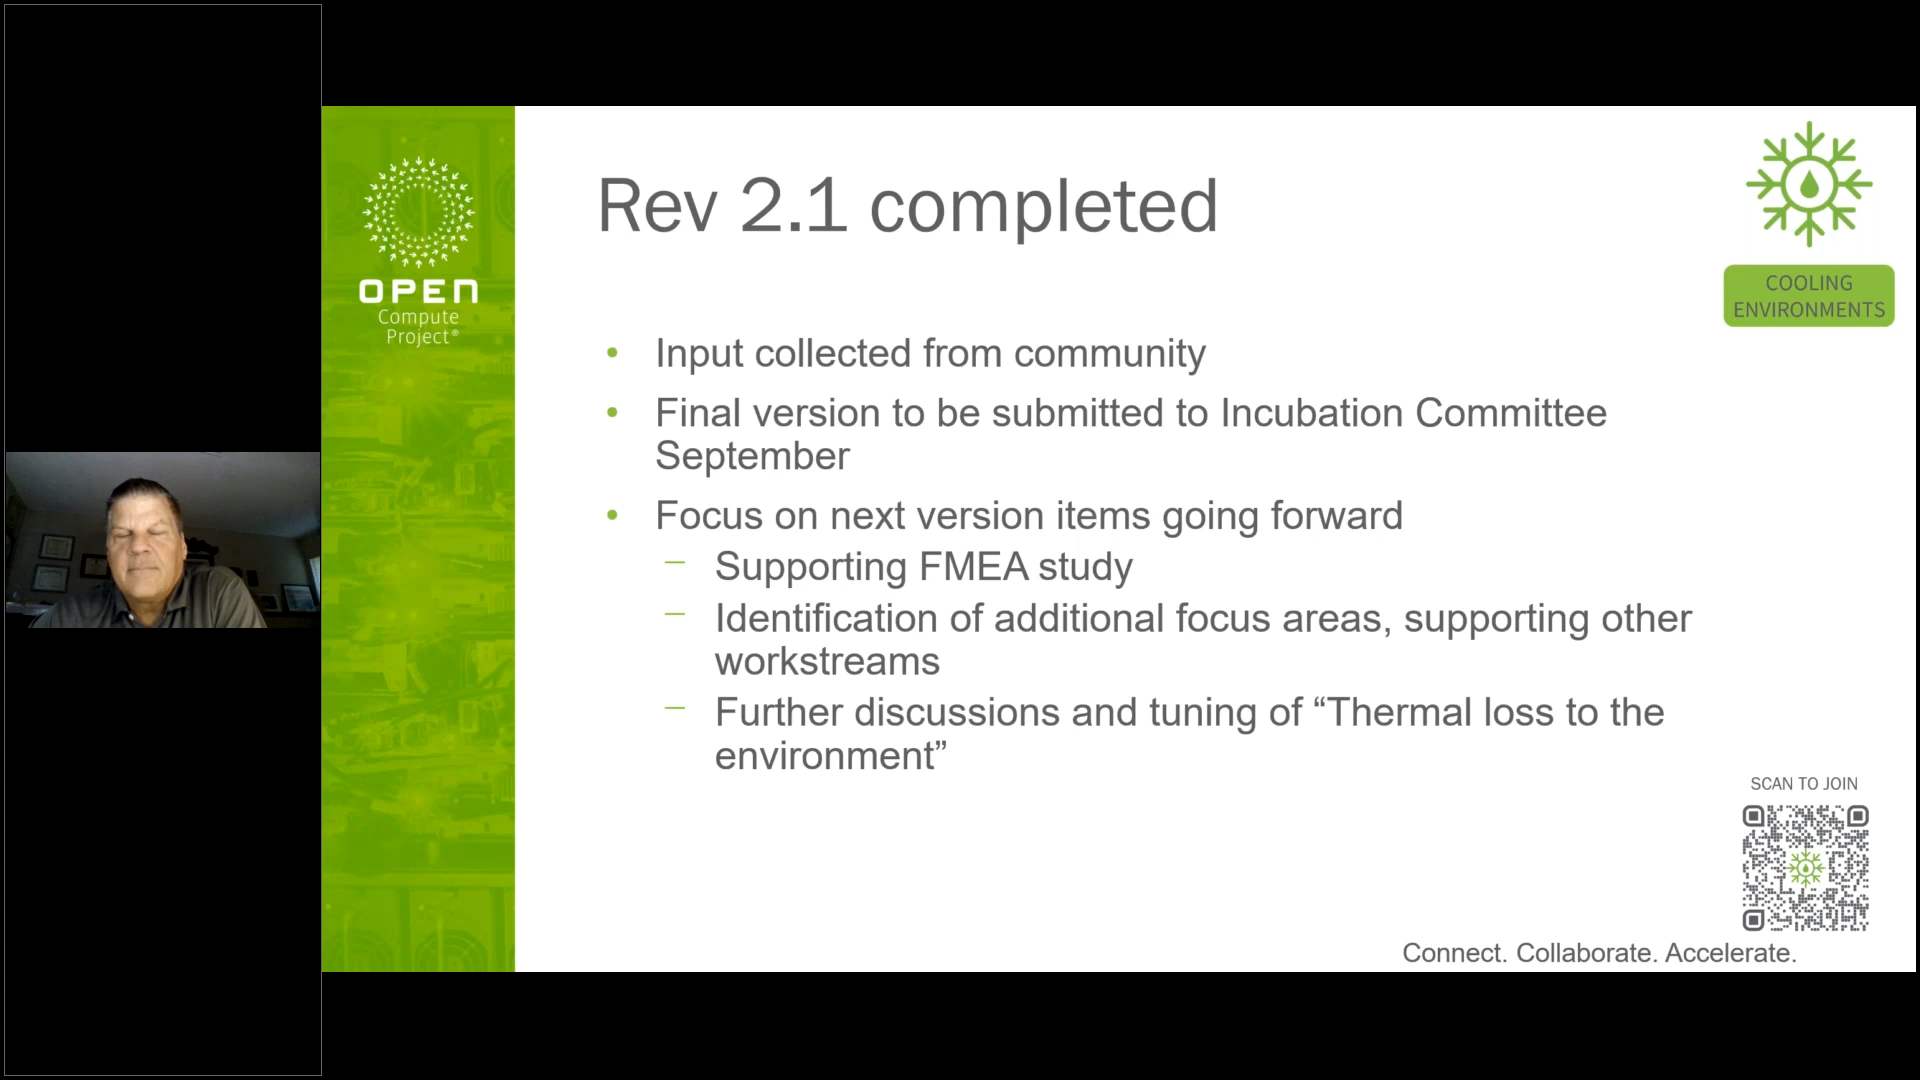 OPEN
Compute
Project®
Rev 2.1 completed
COOLING
ENVIRONMENTS
• Input collected from community
• Final version to be submitted to Incubation Committee
September
• Focus on next version items going forward
– Supporting FMEA study
– Identification of additional focus areas, supporting other
workstreams
– Further discussions and tuning of “Thermal loss to the
environment”
SCAN TO JOIN
Connect. Collaborate. Accelerate.